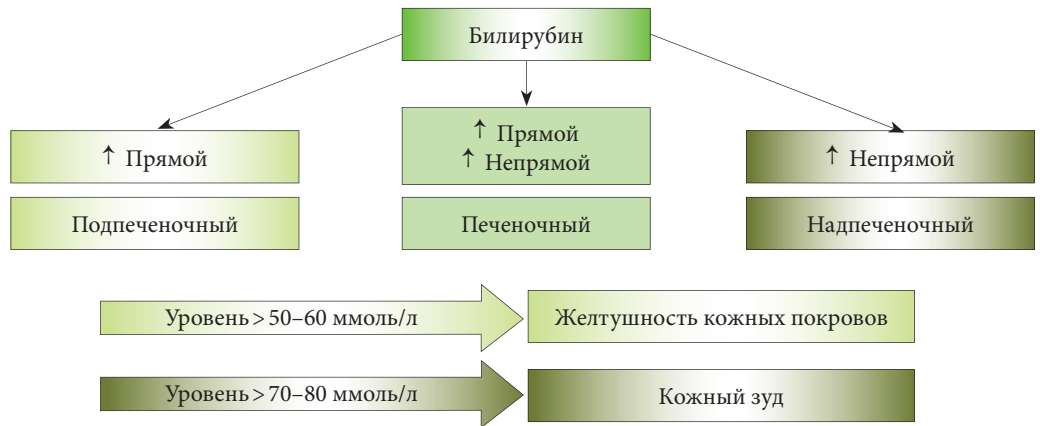 Билирубин
↑ Прямой
↑ Прямой
↑ Непрямой
↑ Непрямой
Подпеченочный
Печеночный
Надпеченочный
Уровень > 50–60 ммоль/л
Желтушность кожных покровов
Уровень > 70–80 ммоль/л
Кожный зуд